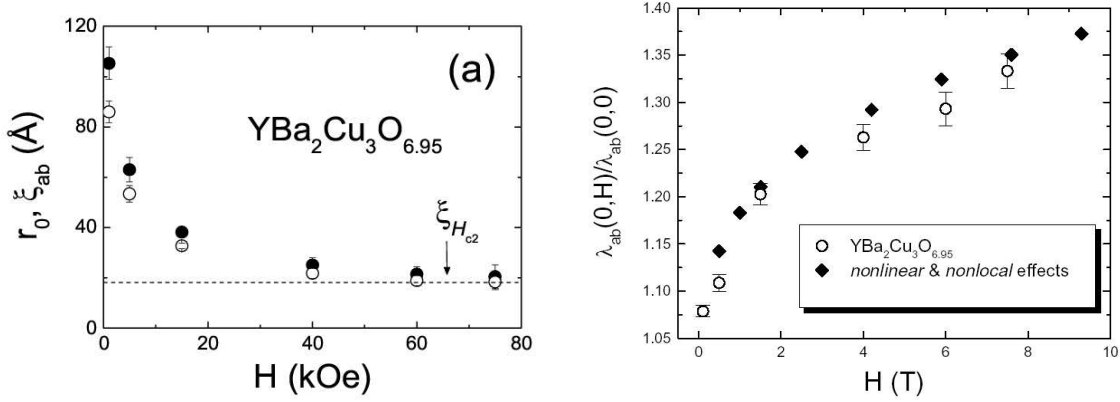 120
80
40
0
r₀, ξab (Å)
(a)
YBa₂Cu₃O₆.₉₅
ξHc2
0 20 40 60 80
H (kOe)
1.40
1.35
1.30
1.25
1.20
1.15
1.10
1.05
λab(0,H)/λab(0,0)
YBa₂Cu₃O₆.₉₅
nonlinear & nonlocal effects
0 2 4 6 8 10
H (T)